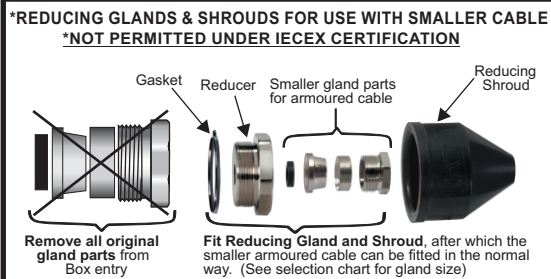 *REDUCING GLANDS & SHROUDS FOR USE WITH SMALLER CABLE
*NOT PERMITTED UNDER IECEX CERTIFICATION
Gasket
Reducer
Smaller gland parts
for armoured cable
Reducing
Shroud
Remove all original
gland parts from
Box entry
Fit Reducing Gland and Shroud, after which the
smaller armoured cable can be fitted in the normal
way. (See selection chart for gland size)